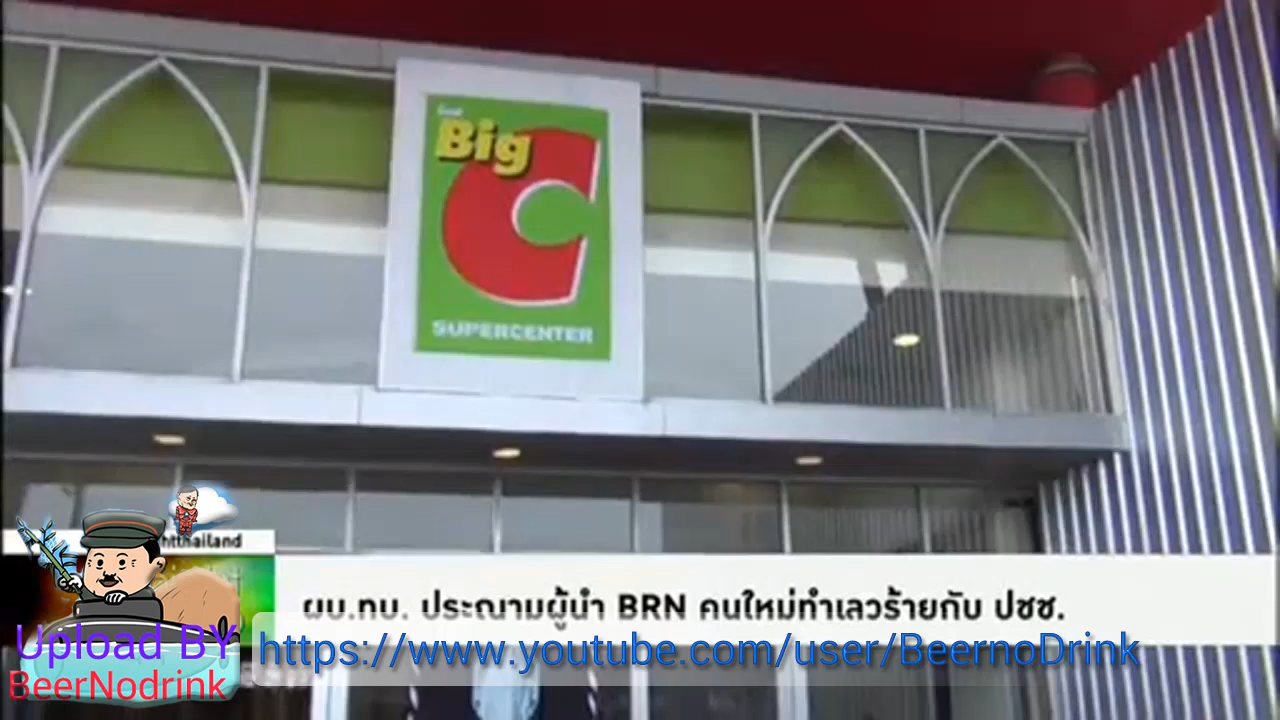 Big
C
SUPERCENTER
htthailand
ผบ.ทบ. ประณามผู้นำ BRN คนใหม่ทำเลวร้ายกับ ปชช.
Upload BY https://www.youtube.com/user/BeernoDrink
BeerNodrink